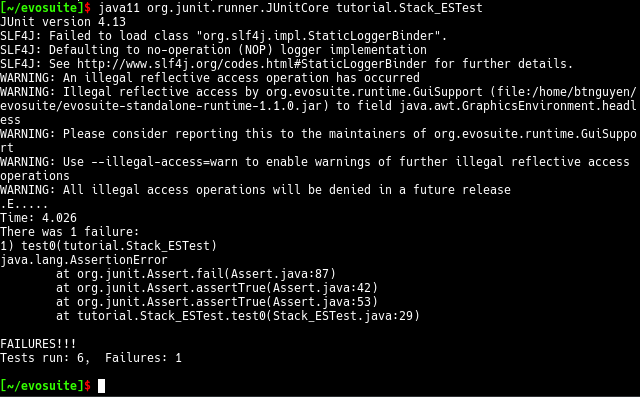 [~/evosuite]$ java11 org.junit.runner.JUnitCore tutorial.Stack_ESTest
JUnit version 4.13
SLF4J: Failed to load class "org.slf4j.impl.StaticLoggerBinder".
SLF4J: Defaulting to no-operation (NOP) logger implementation
SLF4J: See http://www.slf4j.org/codes.html#StaticLoggerBinder for further details.
WARNING: An illegal reflective access operation has occurred
WARNING: Illegal reflective access by org.evosuite.runtime.GuiSupport (file:/home/btnguyen/
evosuite/evosuite-standalone-runtime-1.1.0.jar) to field java.awt.GraphicsEnvironment.headl
ess
WARNING: Please consider reporting this to the maintainers of org.evosuite.runtime.GuiSuppo
rt
WARNING: Use --illegal-access=warn to enable warnings of further illegal reflective access
operations
WARNING: All illegal access operations will be denied in a future release
.E.....
Time: 4.026
There was 1 failure:
1) test0(tutorial.Stack_ESTest)
java.lang.AssertionError
        at org.junit.Assert.fail(Assert.java:87)
        at org.junit.Assert.assertTrue(Assert.java:42)
        at org.junit.Assert.assertTrue(Assert.java:53)
        at tutorial.Stack_ESTest.test0(Stack_ESTest.java:29)

FAILURES!!!
Tests run: 6,  Failures: 1

[~/evosuite]$